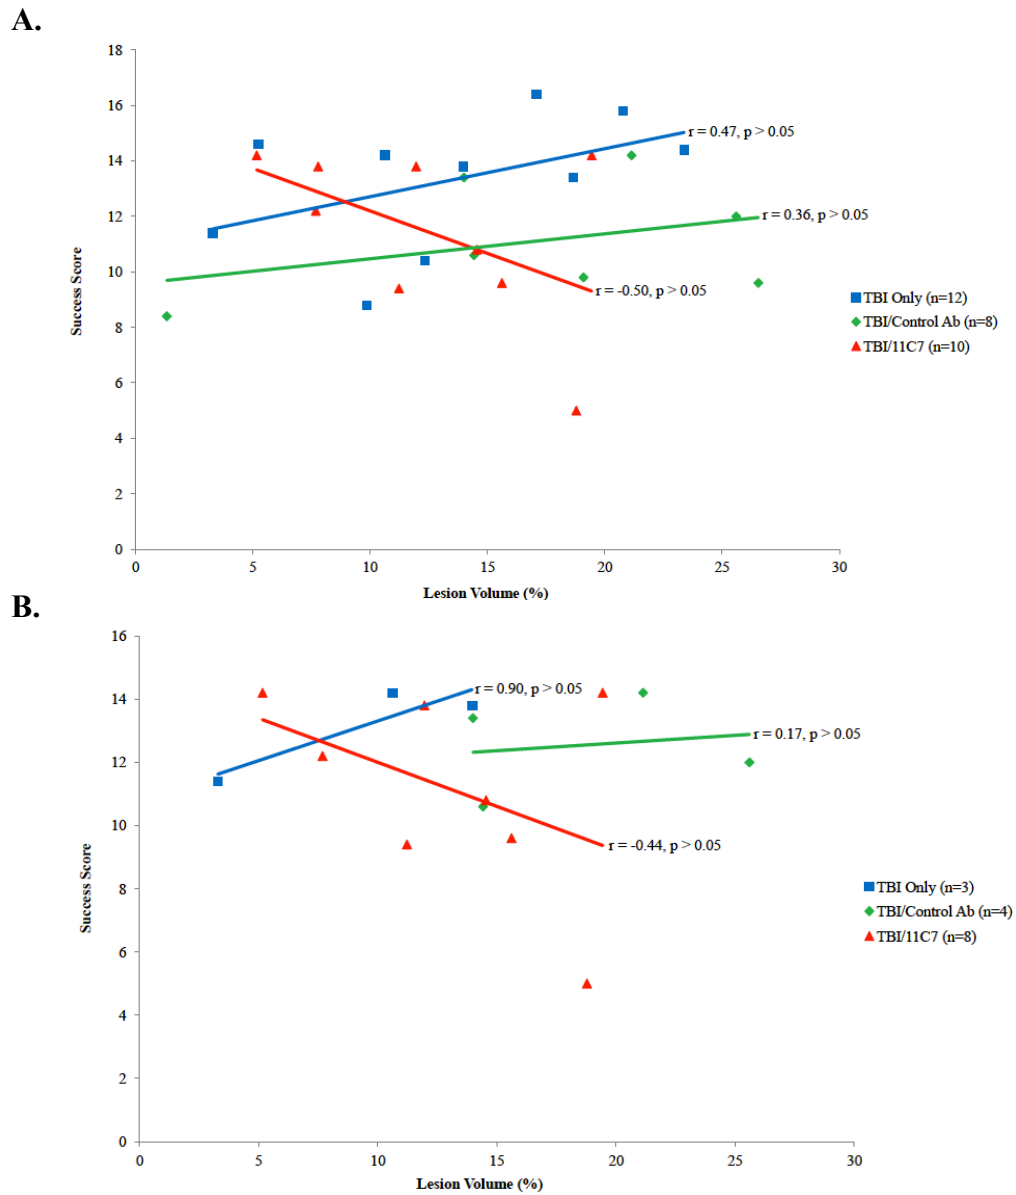 A.
18
16
14
12
10
8
6
4
2
0
Success Score
0 5 10 15 20 25 30
Lesion Volume (%)
r = 0.47, p > 0.05
r = 0.36, p > 0.05
r = -0.50, p > 0.05
TBI Only (n=12)
TBI/Control Ab (n=8)
TBI/11C7 (n=10)
B.
16
14
12
10
8
6
4
2
0
Success Score
0 5 10 15 20 25 30
Lesion Volume (%)
r = 0.90, p > 0.05
r = 0.17, p > 0.05
r = -0.44, p > 0.05
TBI Only (n=3)
TBI/Control Ab (n=4)
TBI/11C7 (n=8)